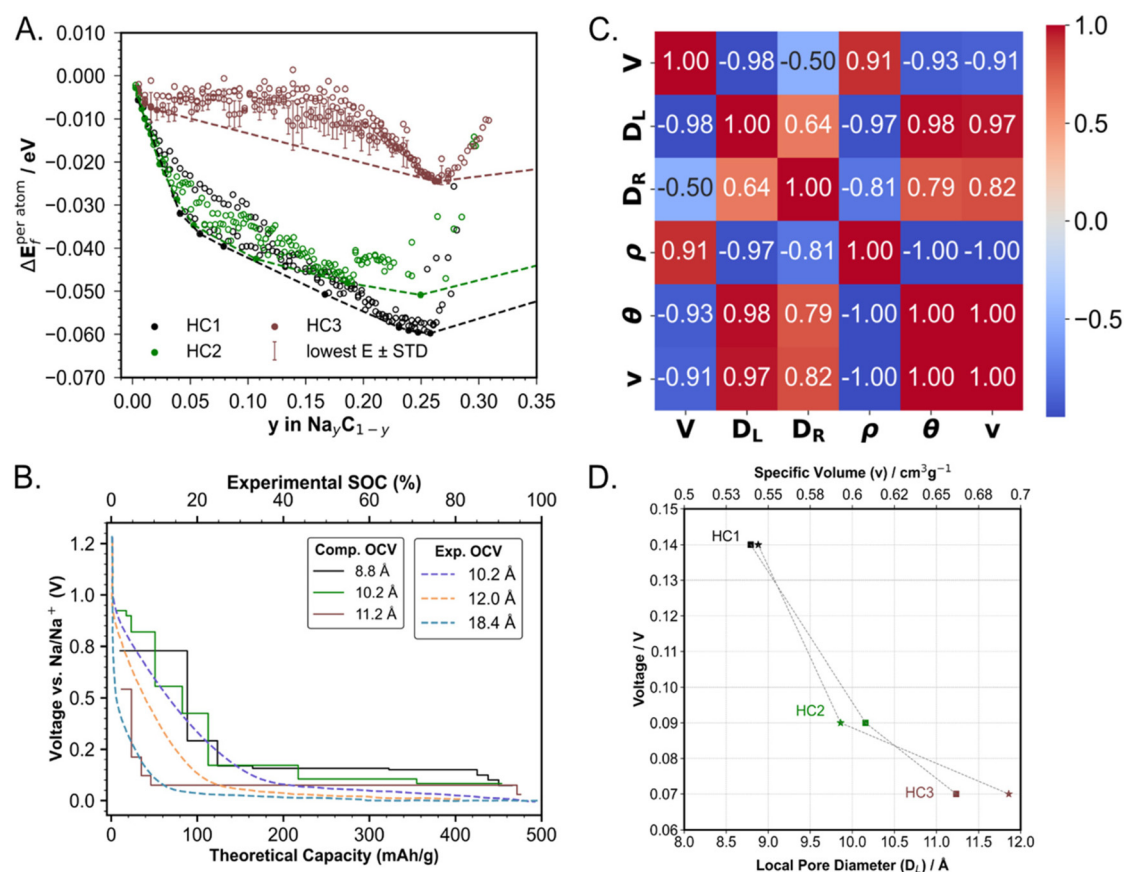 A.
0.010
0.000
-0.010
-0.020
-0.030
-0.040
-0.050
-0.060
-0.070
ΔE_f^{per atom} / eV
HC1
HC2
HC3
lowest E ± STD
0.00 0.05 0.10 0.15 0.20 0.25 0.30 0.35
y in Na_yC_{1−y}
C.
V
D_L
D_R
ρ
θ
v
1.00 -0.98 -0.50 0.91 -0.93 -0.91
-0.98 1.00 0.64 -0.97 0.98 0.97
-0.50 0.64 1.00 -0.81 0.79 0.82
0.91 -0.97 -0.81 1.00 -1.00 -1.00
-0.93 0.98 0.79 -1.00 1.00 1.00
-0.91 0.97 0.82 -1.00 1.00 1.00
V D_L D_R ρ θ v
1.0
0.5
0.0
−0.5
B.
Experimental SOC (%)
0 20 40 60 80 100
1.2
1.0
0.8
0.5
0.2
0.0
Voltage vs. Na/Na⁺ (V)
Comp. OCV
8.8 Å
10.2 Å
11.2 Å
Exp. OCV
10.2 Å
12.0 Å
18.4 Å
0 100 200 300 400 500
Theoretical Capacity (mAh/g)
D.
Specific Volume (v) / cm³g⁻¹
0.5 0.53 0.55 0.57 0.6 0.62 0.65 0.68 0.7
0.15
0.14
0.13
0.12
0.11
0.10
0.09
0.08
0.07
0.06
Voltage / V
HC1
HC2
HC3
8.0 8.5 9.0 9.5 10.0 10.5 11.0 11.5 12.0
Local Pore Diameter (D_L) / Å